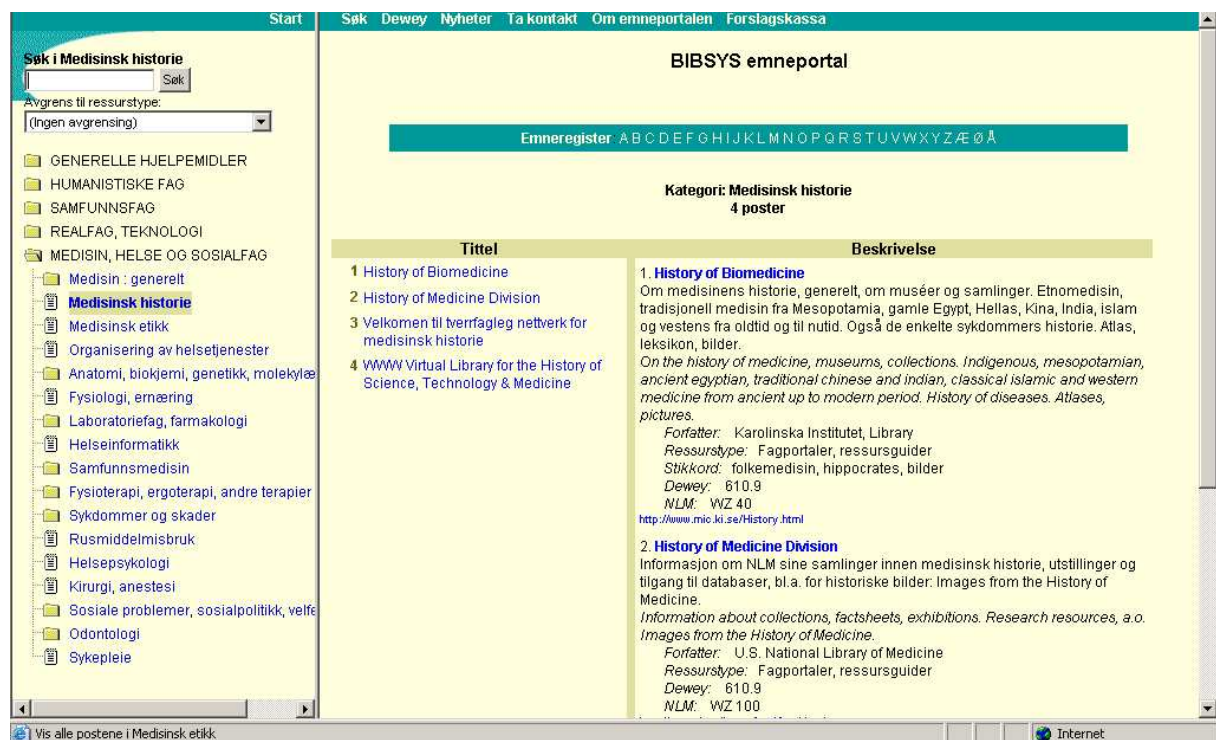 Start
Søk Dewey Nyheter Ta kontakt Om emneportalen Forslagskassa
Søk i Medisinsk historie
Søk
Avgrens til ressurstype:
(Ingen avgrensing)
GENERELLE HJELPEMIDLER
HUMANISTISKE FAG
SAMFUNNSFAG
REALFAG, TEKNOLOGI
MEDISIN, HELSE OG SOSIALFAG
Medisin : generelt
Medisinsk historie
Medisinsk etikk
Organisering av helsetjenester
Anatomi, biokjemi, genetikk, molekylæ
Fysiologi, ernæring
Laboratoriefag, farmakologi
Helseinformatikk
Samfunnsmedisin
Fysioterapi, ergoterapi, andre terapier
Sykdommer og skader
Rusmiddelmisbruk
Helsepsykologi
Kirurgi, anestesi
Sosiale problemer, sosialpolitikk, velfe
Odontologi
Sykepleie
BIBSYS emneportal
Emneregister A B C D E F G H I J K L M N O P Q R S T U V W X Y Z Æ Ø Å
Kategori: Medisinsk historie
4 poster
Tittel
1 History of Biomedicine
2 History of Medicine Division
3 Velkomen til tverrfagleg nettverk for
medisinsk historie
4 WWW Virtual Library for the History of
Science, Technology & Medicine
Beskrivelse
1. History of Biomedicine
Om medisinens historie, generelt, om muséer og samlinger. Etnomedisin,
tradisjonell medisin fra Mesopotamia, gamle Egypt, Hellas, Kina, India, islam
og vestens fra oldtid og til nutid. Også de enkelte sykdommers historie. Atlas,
leksikon, bilder.
On the history of medicine, museums, collections. Indigenous, mesopotamian,
ancient egyptian, traditional chinese and indian, classical islamic and western
medicine from ancient up to modern period. History of diseases. Atlases,
pictures.
Forfatter: Karolinska Institutet, Library
Ressurstype: Fagportaler, ressursguider
Stikkord: folkemedisin, hippocrates, bilder
Dewey: 610.9
NLM: WZ 40
http://www.mic.ki.se/History.html
2. History of Medicine Division
Informasjon om NLM sine samlinger innen medisinsk historie, utstillinger og
tilgang til databaser, bl.a. for historiske bilder: Images from the History of
Medicine.
Information about collections, factsheets, exhibitions. Research resources, a.o.
Images from the History of Medicine.
Forfatter: U.S. National Library of Medicine
Ressurstype: Fagportaler, ressursguider
Dewey: 610.9
NLM: WZ 100
Vis alle postene i Medisinsk etikk
Internet